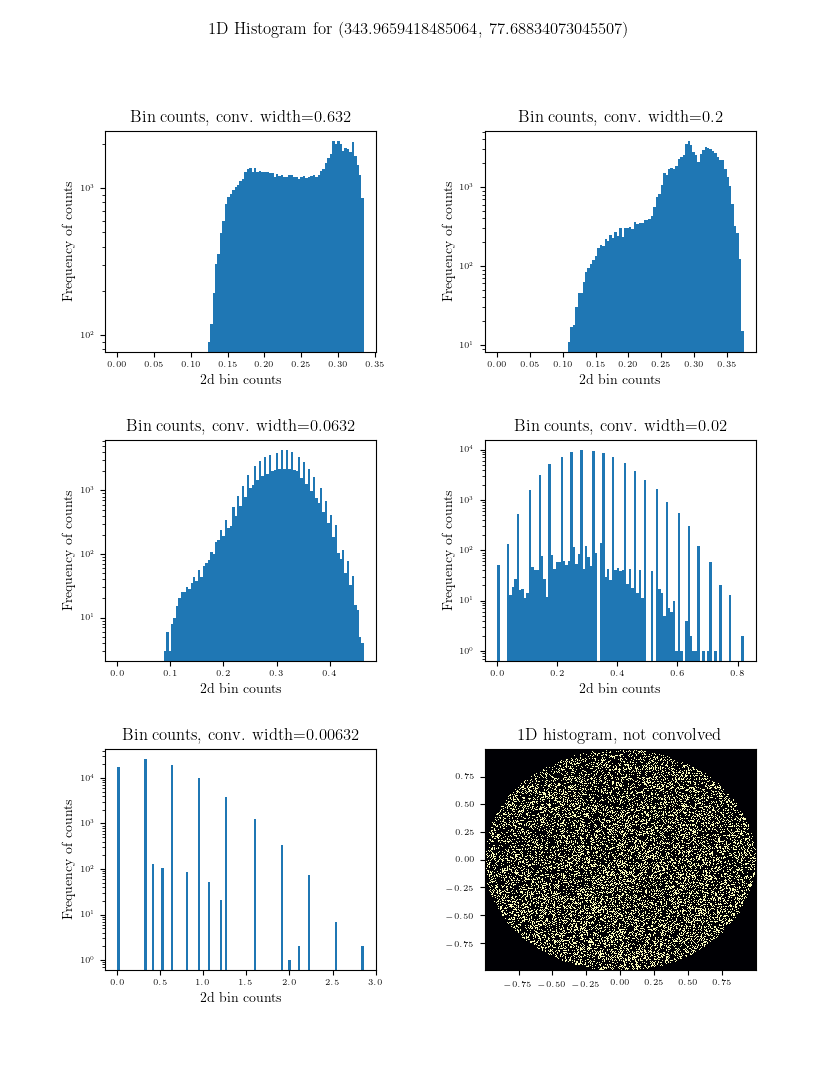 1D Histogram for (343.9659418485064, 77.68834073045507)
Bin counts, conv. width=0.632
Frequency of counts
10³
10²
0.00 0.05 0.10 0.15 0.20 0.25 0.30 0.35
2d bin counts
Bin counts, conv. width=0.2
Frequency of counts
10³
10²
10¹
0.00 0.05 0.10 0.15 0.20 0.25 0.30 0.35
2d bin counts
Bin counts, conv. width=0.0632
Frequency of counts
10³
10²
10¹
0.0 0.1 0.2 0.3 0.4
2d bin counts
Bin counts, conv. width=0.02
Frequency of counts
10⁴
10³
10²
10¹
10⁰
0.0 0.2 0.4 0.6 0.8
2d bin counts
Bin counts, conv. width=0.00632
Frequency of counts
10⁴
10³
10²
10¹
10⁰
0.0 0.5 1.0 1.5 2.0 2.5 3.0
2d bin counts
1D histogram, not convolved
0.75
0.50
0.25
0.00
−0.25
−0.50
−0.75
−0.75 −0.50 −0.25 0.00 0.25 0.50 0.75